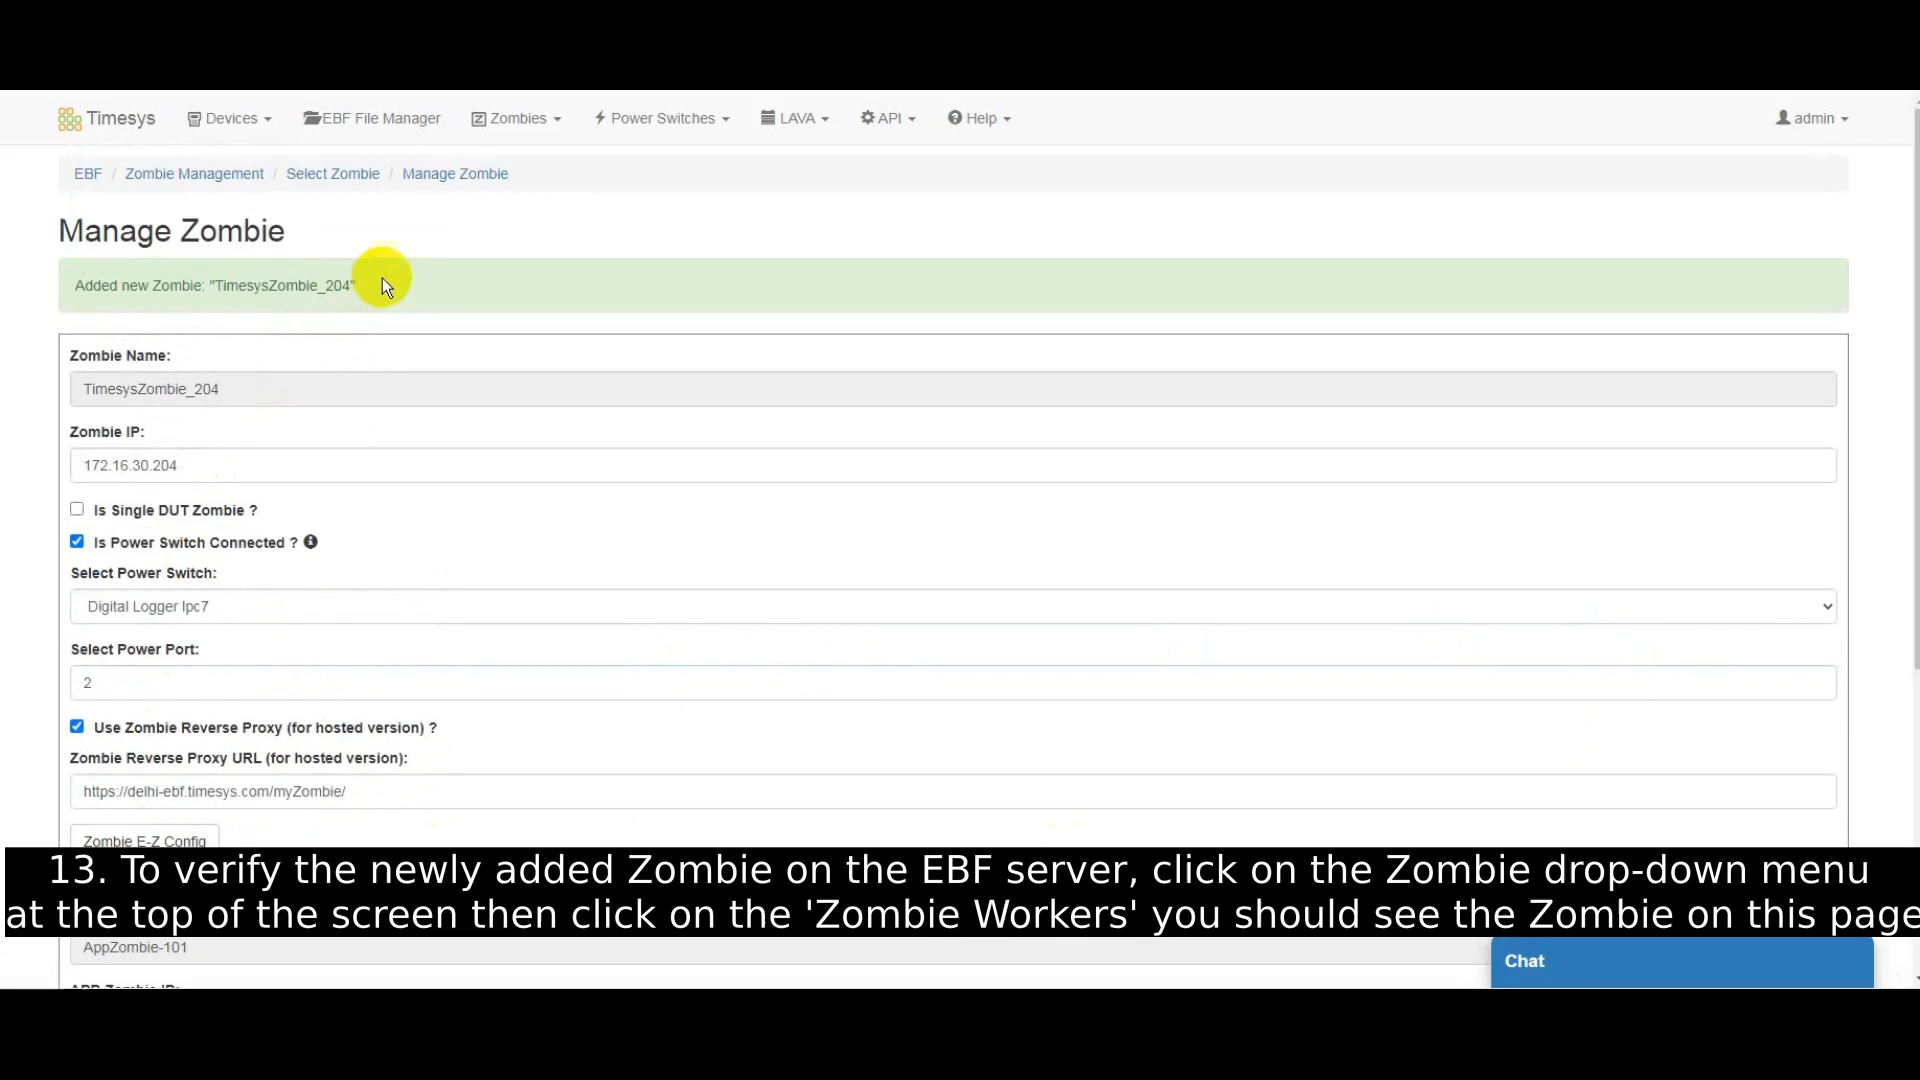 Timesys Devices EBF File Manager Zombies Power Switches LAVA API Help admin
EBF / Zombie Management / Select Zombie / Manage Zombie
Manage Zombie
Added new Zombie: "TimesysZombie_204"
Zombie Name:
TimesysZombie_204
Zombie IP:
172.16.30.204
Is Single DUT Zombie ?
Is Power Switch Connected ?
Select Power Switch:
Digital Logger lpc7
Select Power Port:
2
Use Zombie Reverse Proxy (for hosted version) ?
Zombie Reverse Proxy URL (for hosted version):
https://delhi-ebf.timesys.com/myZombie/
Zombie E-Z Config
13. To verify the newly added Zombie on the EBF server, click on the Zombie drop-down menu
at the top of the screen then click on the 'Zombie Workers' you should see the Zombie on this page
AppZombie-101
Chat
APP Zombie IP: